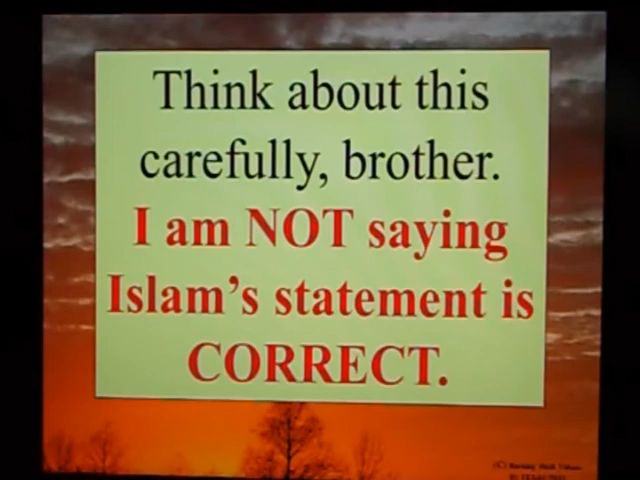 Think about this
carefully, brother.
I am NOT saying
Islam's statement is
CORRECT.